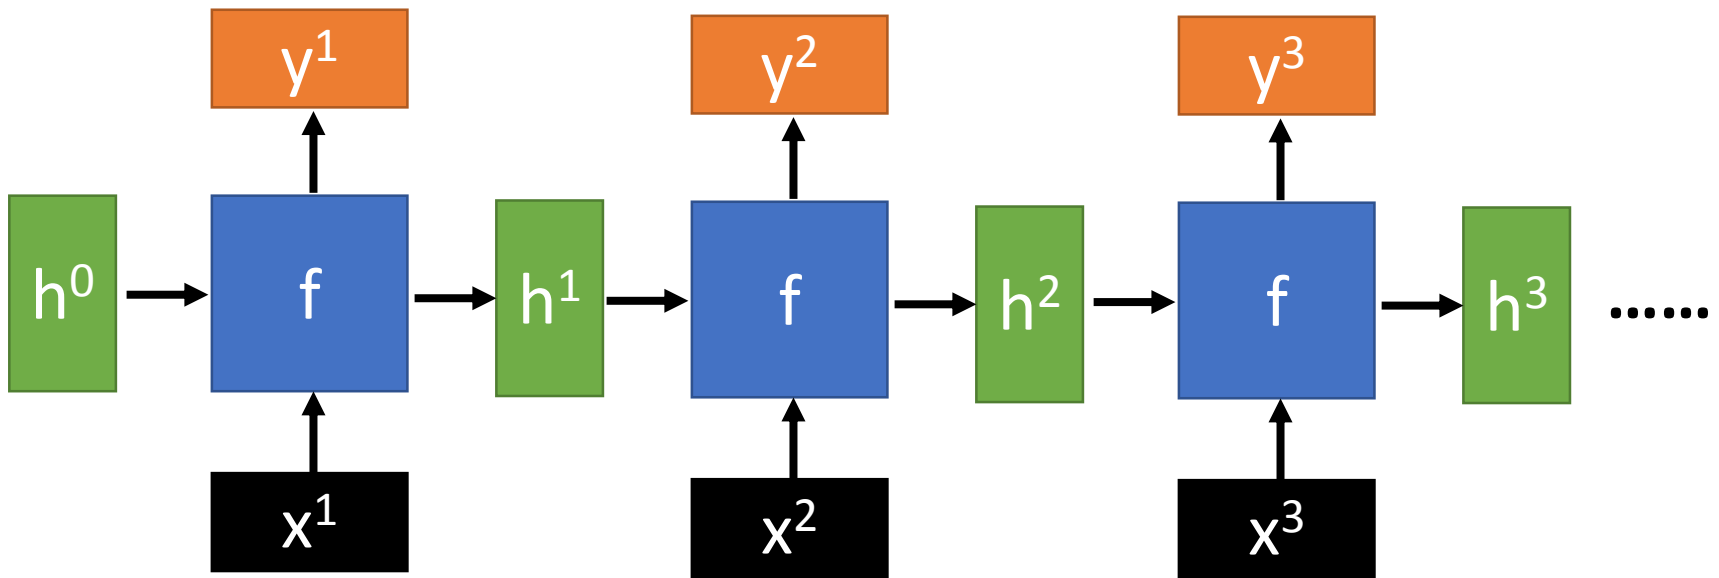 y¹ y² y³
h⁰ f h¹ f h² f h³ ......
x¹ x² x³